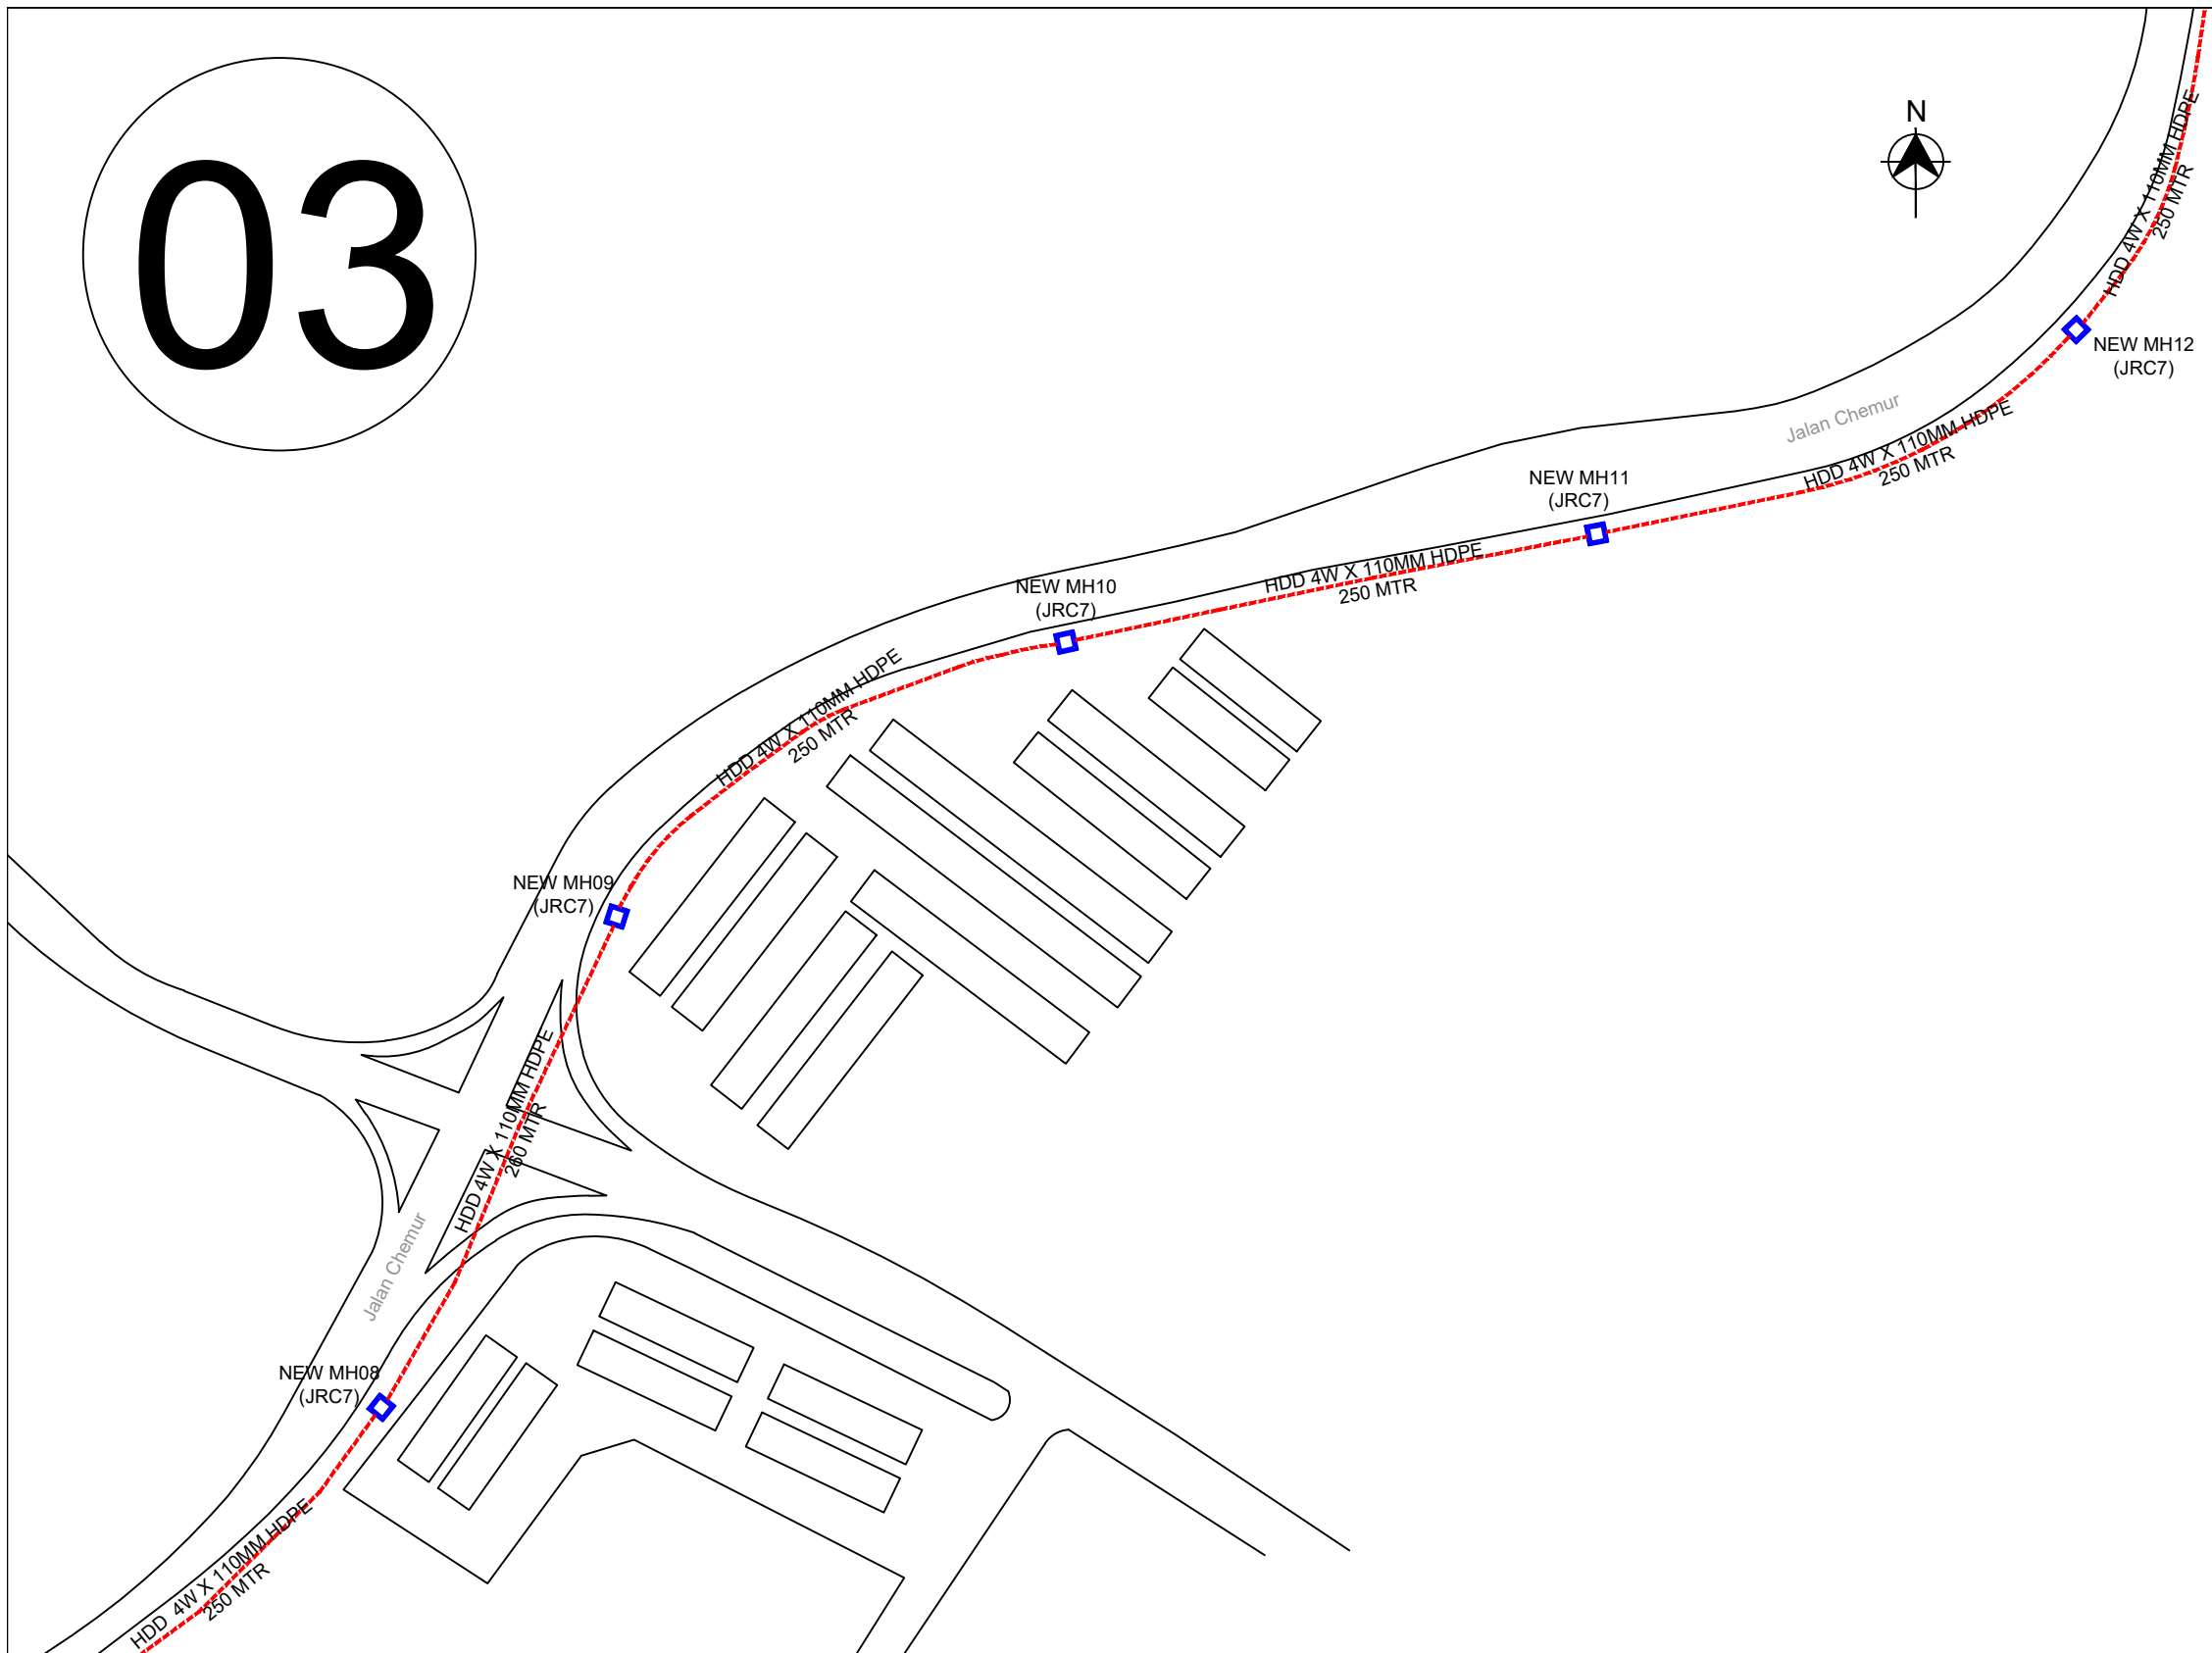 03
N
HDD 4W X 110MM HDPE
250 MTR
NEW MH12
(JRC7)
Jalan Chemur
HDD 4W X 110MM HDPE
250 MTR
NEW MH11
(JRC7)
HDD 4W X 110MM HDPE
250 MTR
NEW MH10
(JRC7)
HDD 4W X 110MM HDPE
250 MTR
NEW MH09
(JRC7)
HDD 4W X 110MM HDPE
260 MTR
Jalan Chemur
NEW MH08
(JRC7)
HDD 4W X 110MM HDPE
250 MTR